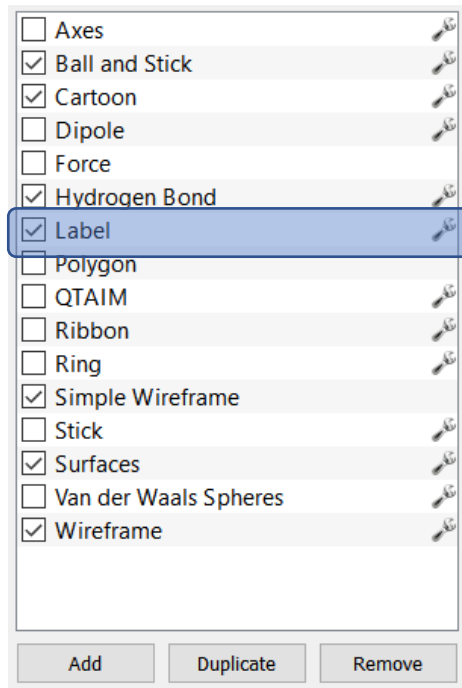 Axes
Ball and Stick
Cartoon
Dipole
Force
Hydrogen Bond
Label
Polygon
QTAIM
Ribbon
Ring
Simple Wireframe
Stick
Surfaces
Van der Waals Spheres
Wireframe
Add Duplicate Remove